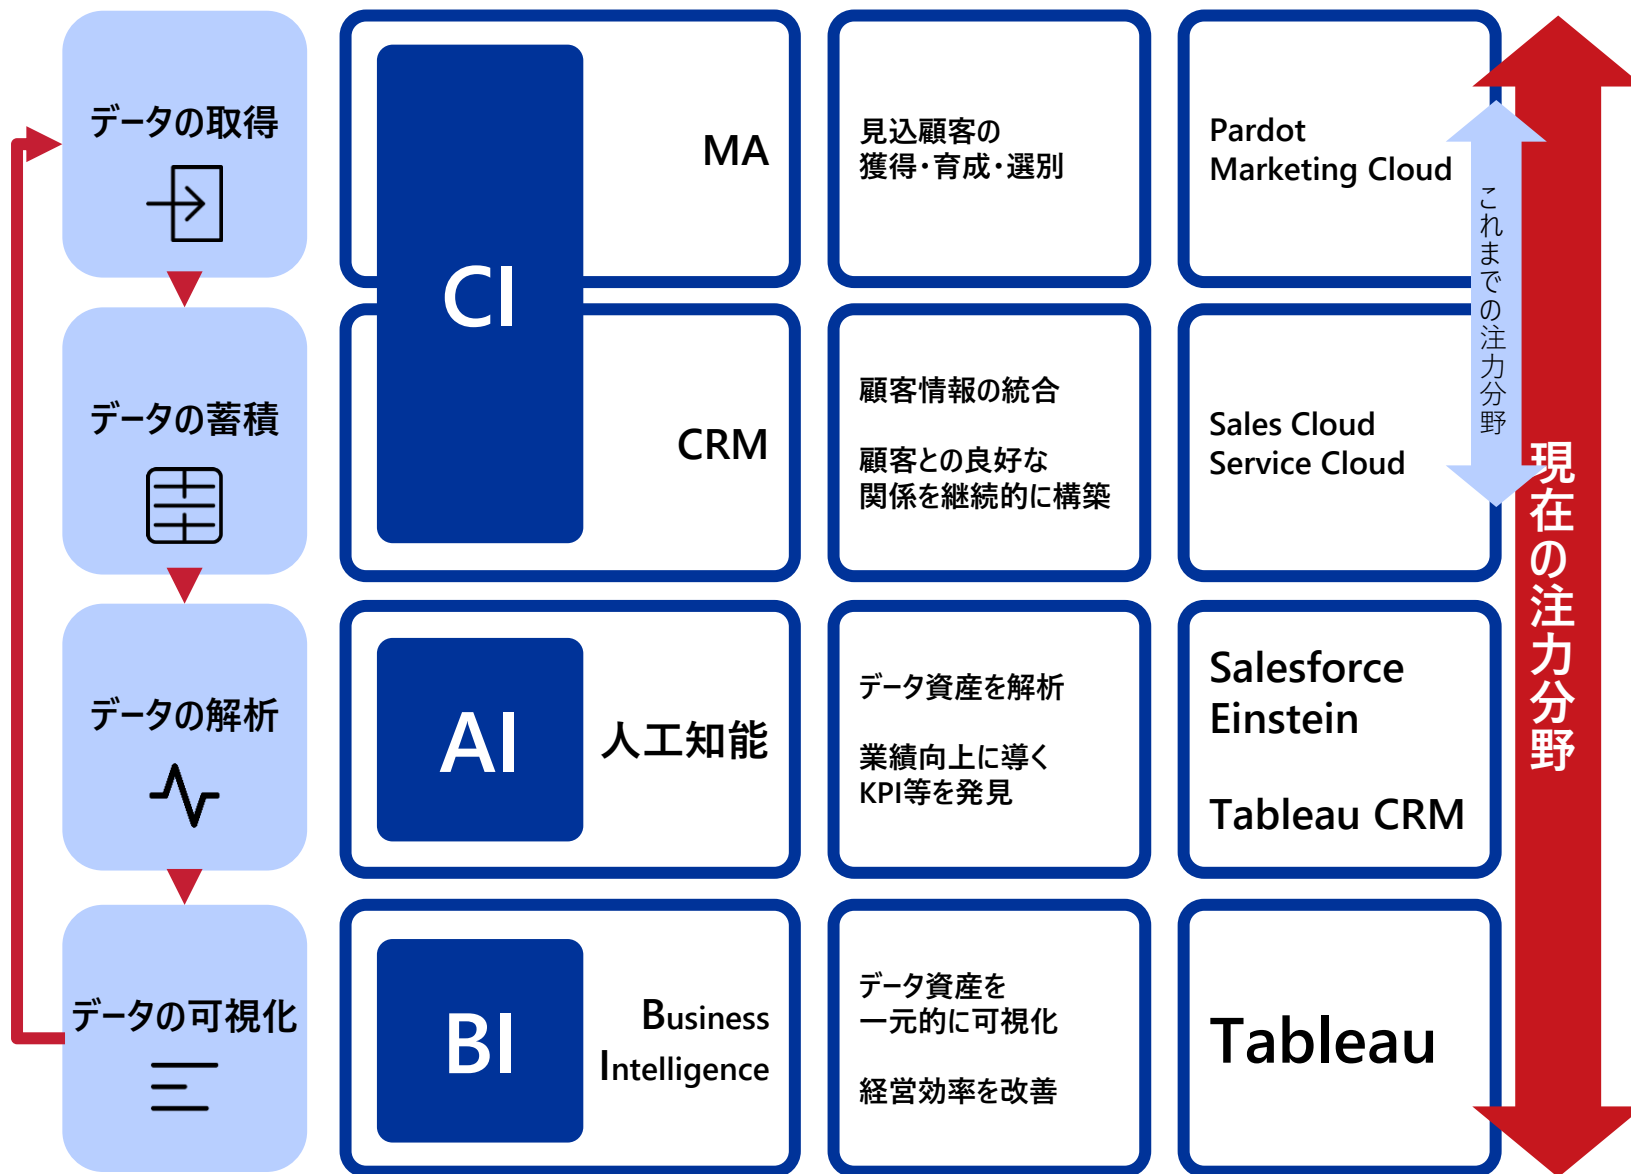 データの取得
CI
MA
見込顧客の
獲得・育成・選別
Pardot
Marketing Cloud
データの蓄積
CRM
顧客情報の統合
顧客との良好な
関係を継続的に構築
Sales Cloud
Service Cloud
データの解析
AI
人工知能
データ資産を解析
業績向上に導く
KPI等を発見
Salesforce
Einstein
Tableau CRM
データの可視化
BI
Business
Intelligence
データ資産を
一元的に可視化
経営効率を改善
Tableau
これまでの注力分野
現在の注力分野